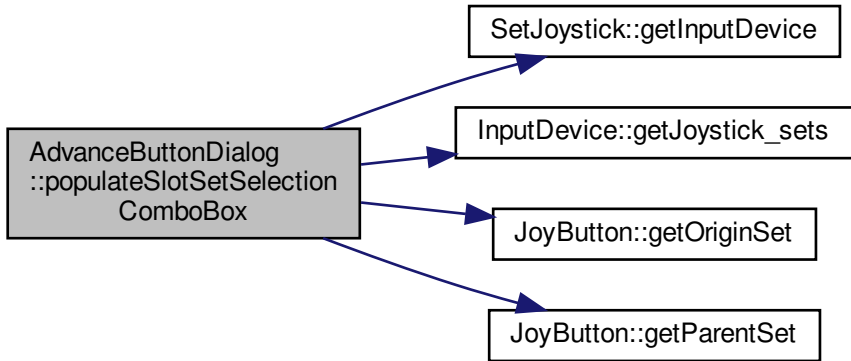 AdvanceButtonDialog
::populateSlotSetSelection
ComboBox
SetJoystick::getInputDevice
InputDevice::getJoystick_sets
JoyButton::getOriginSet
JoyButton::getParentSet